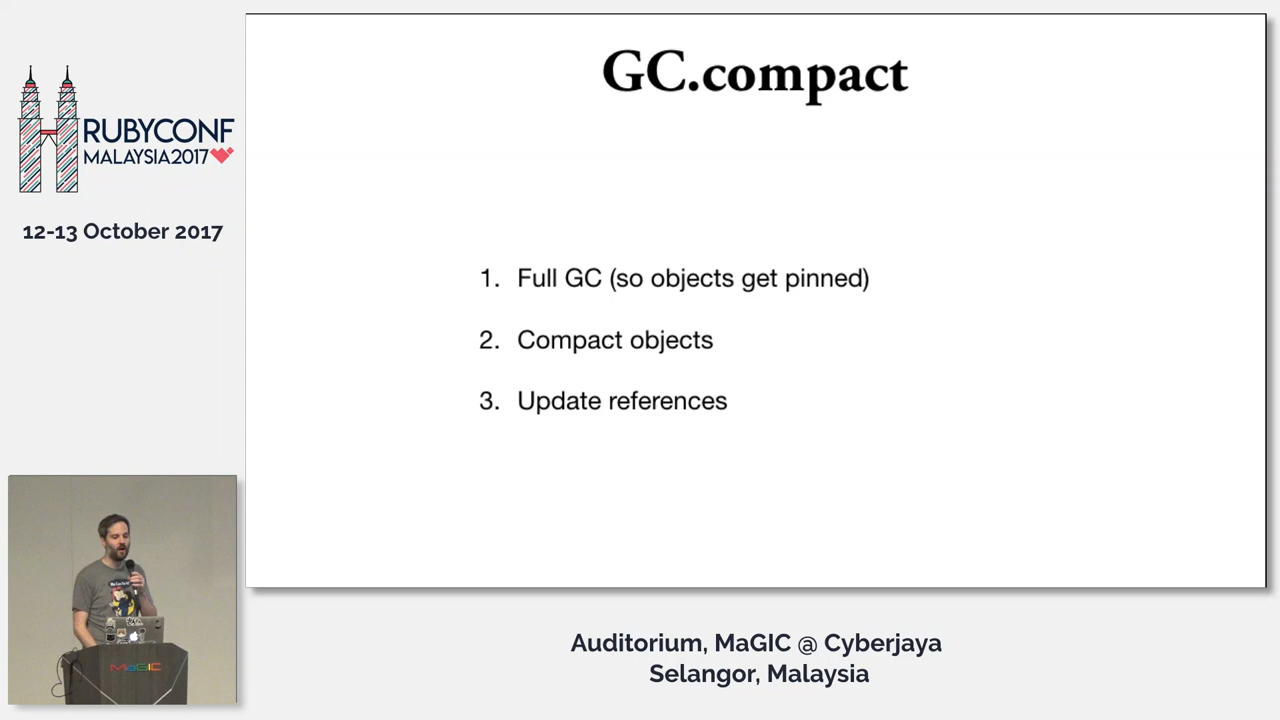 GC.compact
RUBYCONF
MALAYSIA2017
12-13 October 2017
1. Full GC (so objects get pinned)
2. Compact objects
3. Update references
MaGIC
Auditorium, MaGIC @ Cyberjaya
Selangor, Malaysia